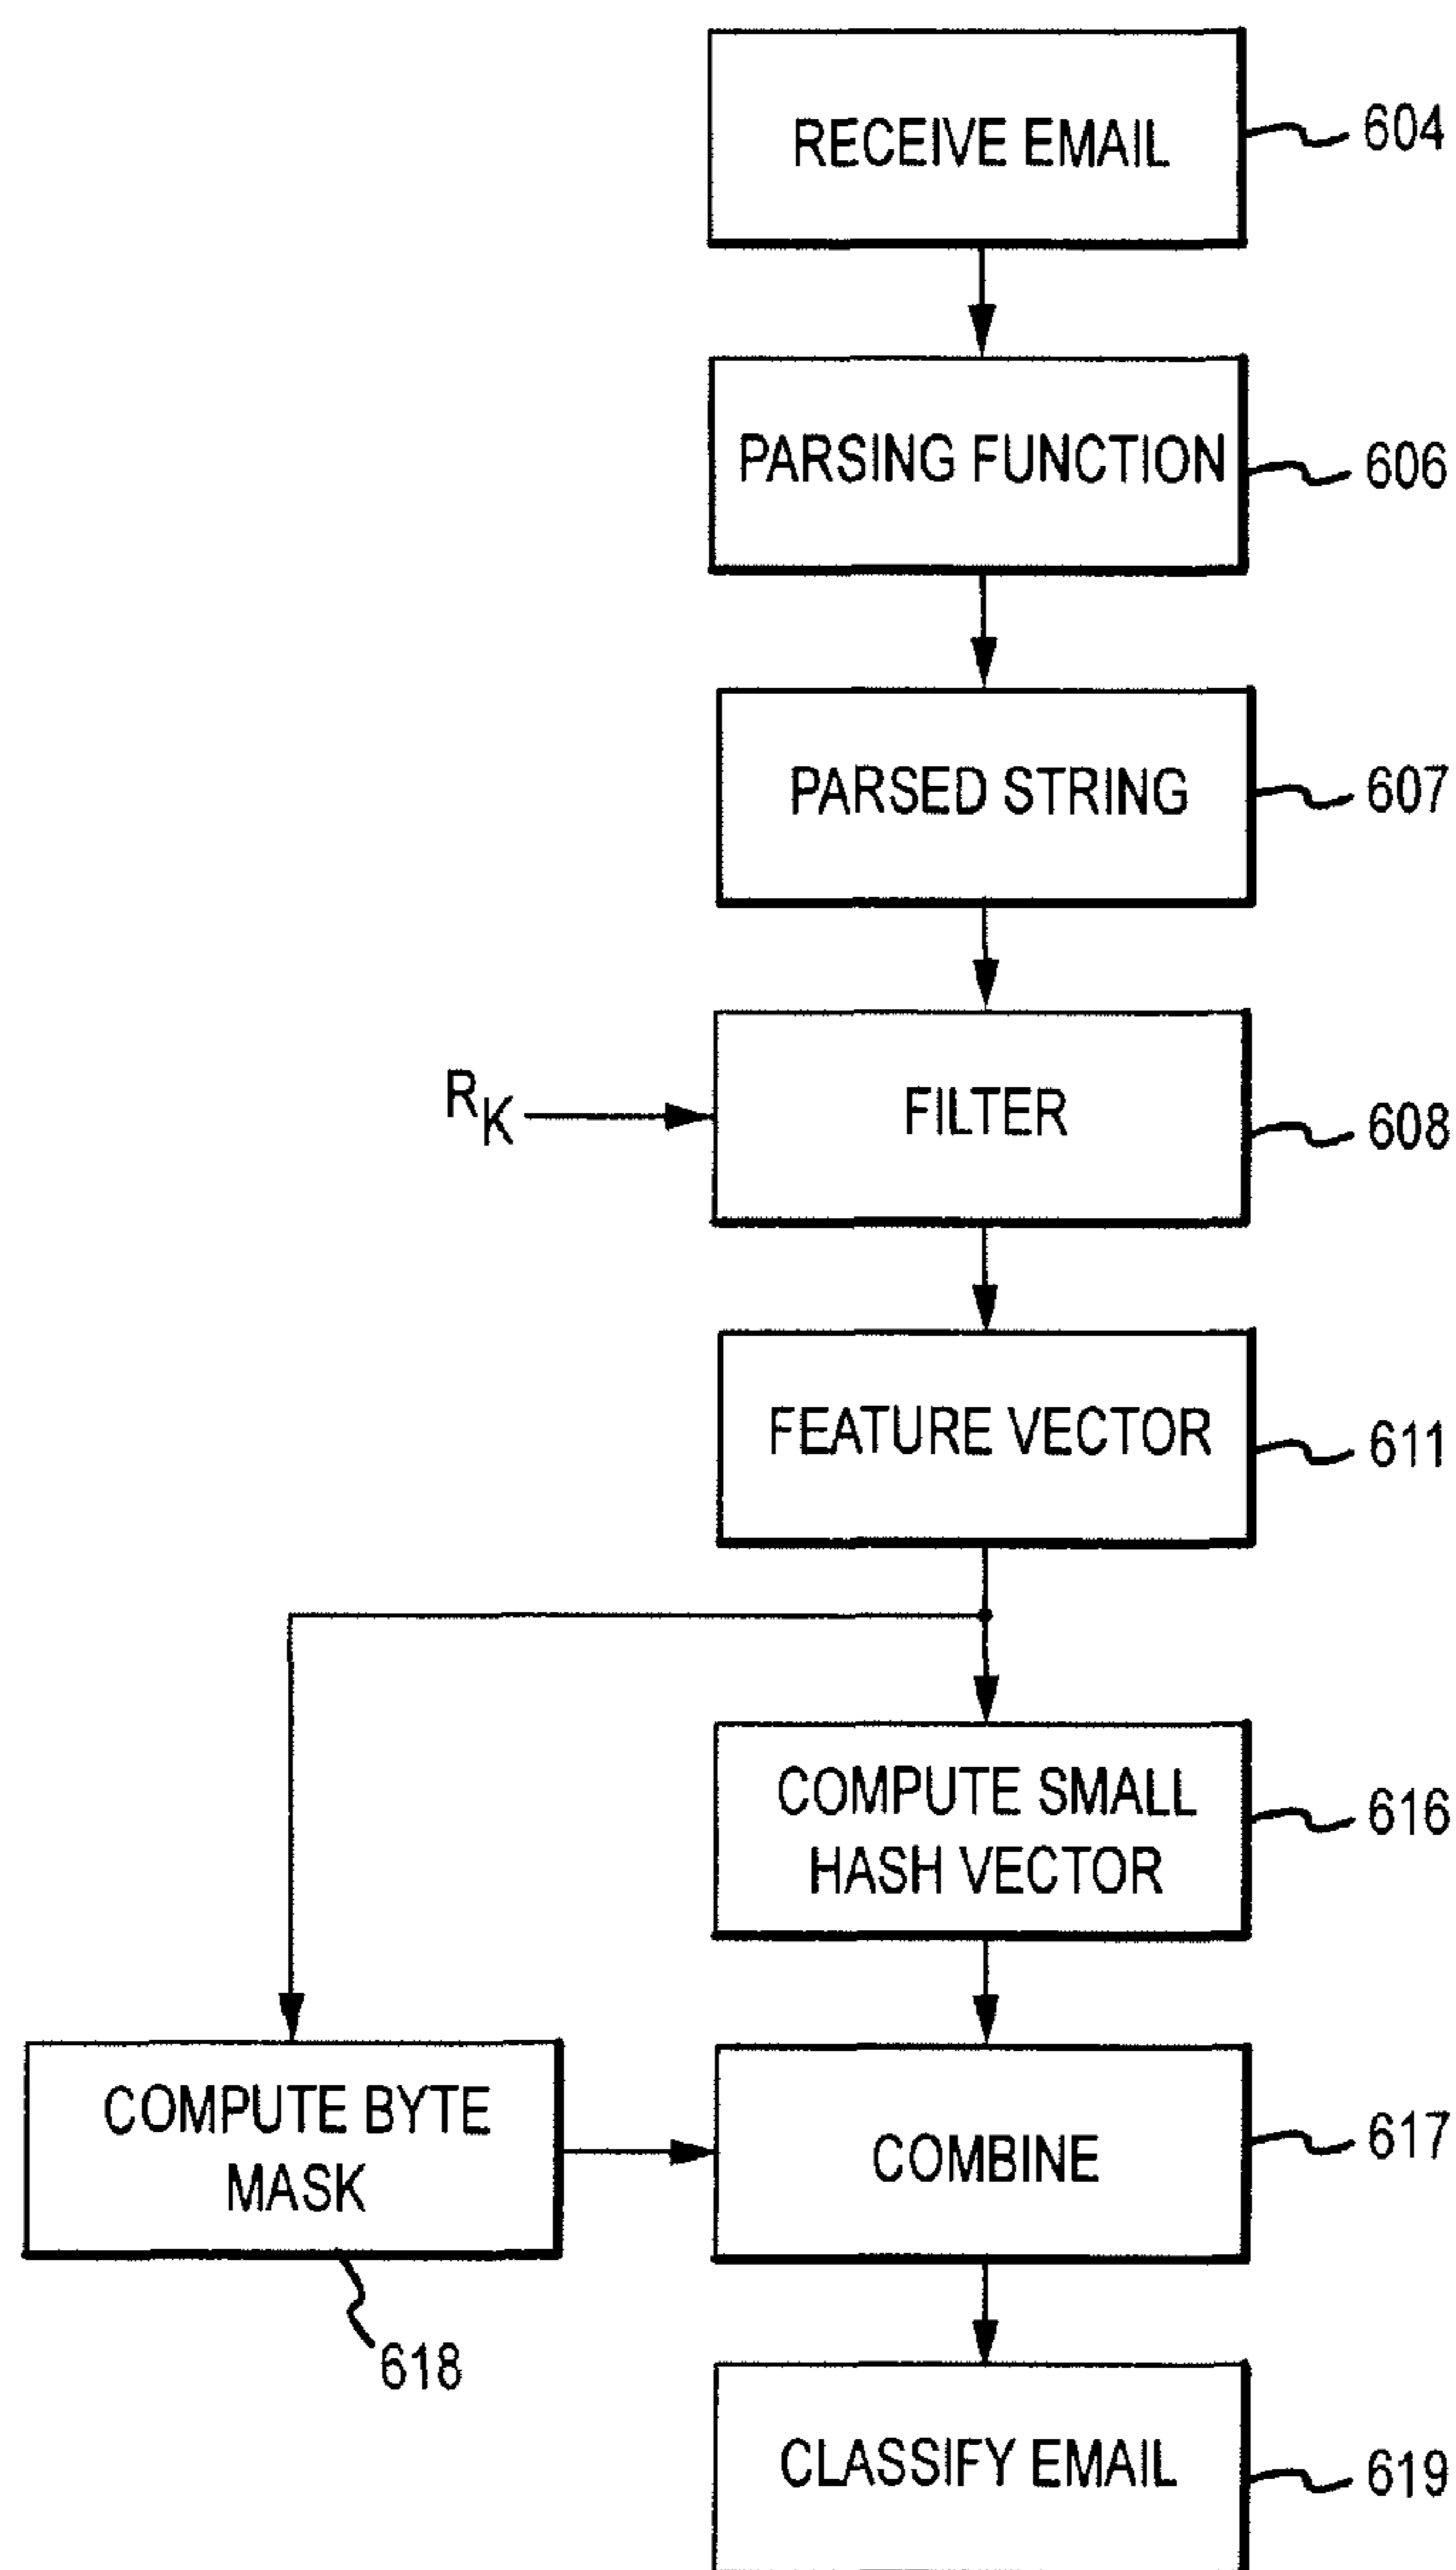 RECEIVE EMAIL
604
PARSING FUNCTION
606
PARSED STRING
607
RK
FILTER
608
FEATURE VECTOR
611
COMPUTE SMALL
HASH VECTOR
616
COMPUTE BYTE
MASK
618
COMBINE
617
CLASSIFY EMAIL
619